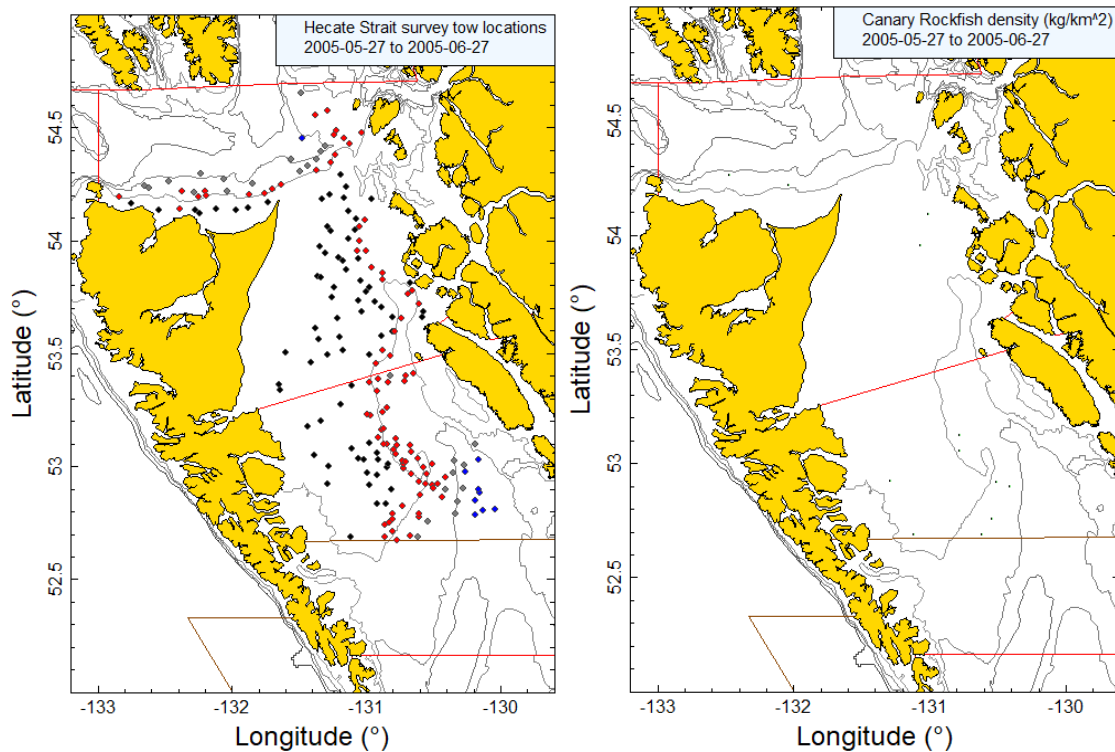 Hecate Strait survey tow locations
2005-05-27 to 2005-06-27
54.5
54
53.5
53
52.5
Latitude (°)
-133
-132
-131
-130
Longitude (°)
Canary Rockfish density (kg/km^2)
2005-05-27 to 2005-06-27
54.5
54
53.5
53
52.5
Latitude (°)
-133
-132
-131
-130
Longitude (°)